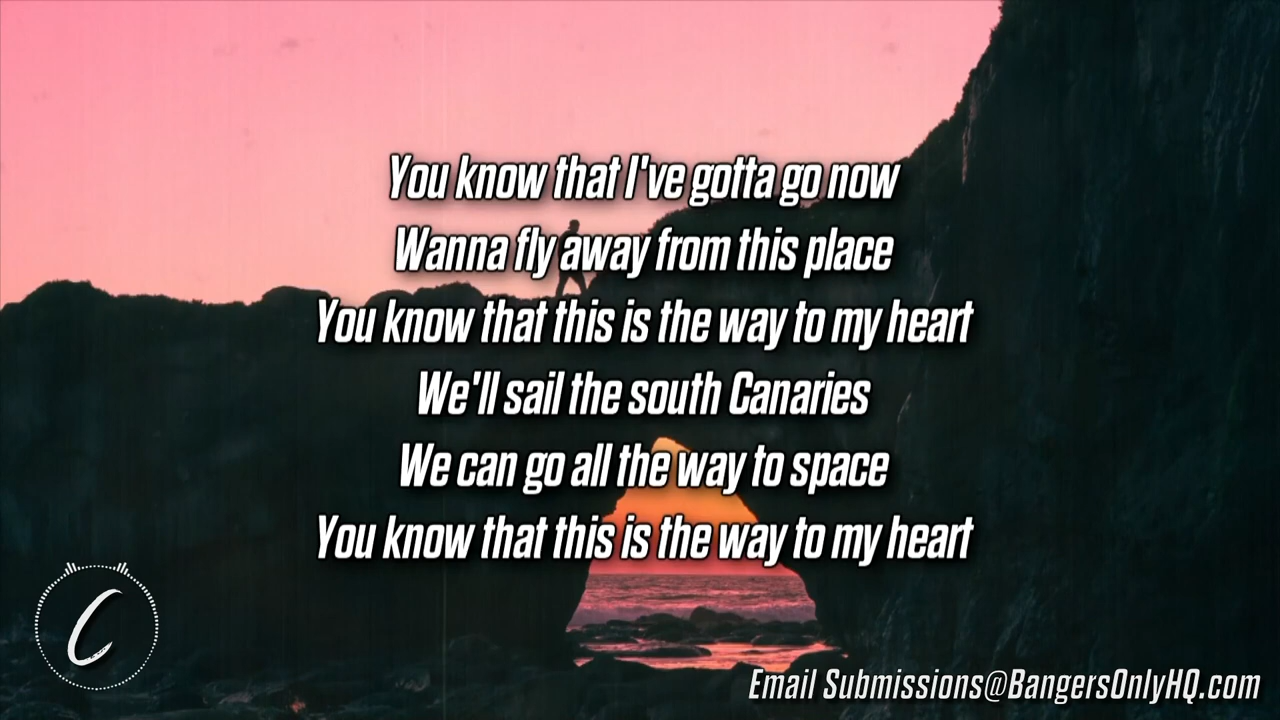 You know that I've gotta go now
Wanna fly away from this place
You know that this is the way to my heart
We'll sail the south Canaries
We can go all the way to space
You know that this is the way to my heart
C
Email Submissions@BangersOnlyHQ.com